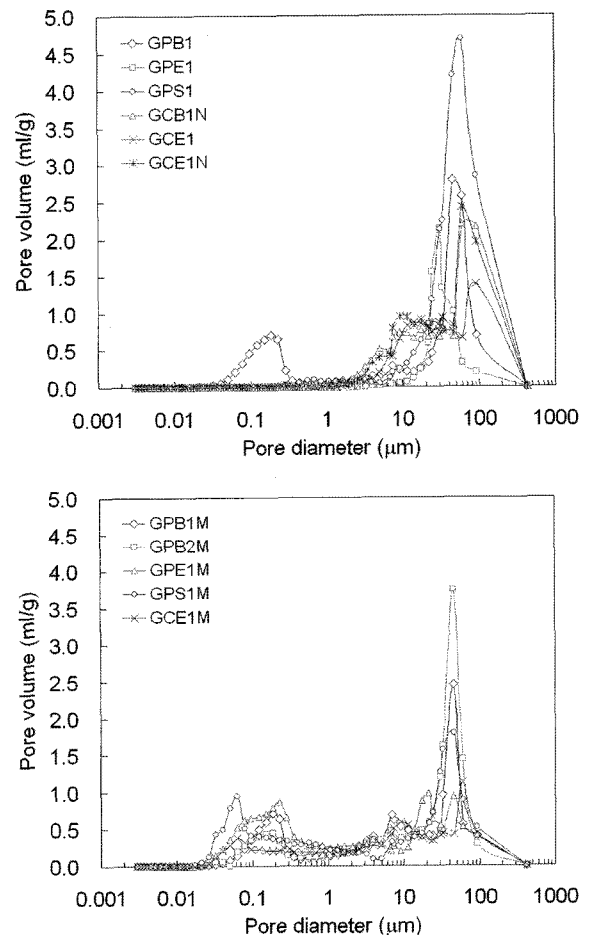 5.0
4.5
4.0
3.5
3.0
2.5
2.0
1.5
1.0
0.5
0.0
Pore volume (ml/g)
GPB1
GPE1
GPS1
GCB1N
GCE1
GCE1N
0.001 0.01 0.1 1 10 100 1000
Pore diameter (μm)
5.0
4.5
4.0
3.5
3.0
2.5
2.0
1.5
1.0
0.5
0.0
Pore volume (ml/g)
GPB1M
GPB2M
GPE1M
GPS1M
GCE1M
0.001 0.01 0.1 1 10 100 1000
Pore diameter (μm)